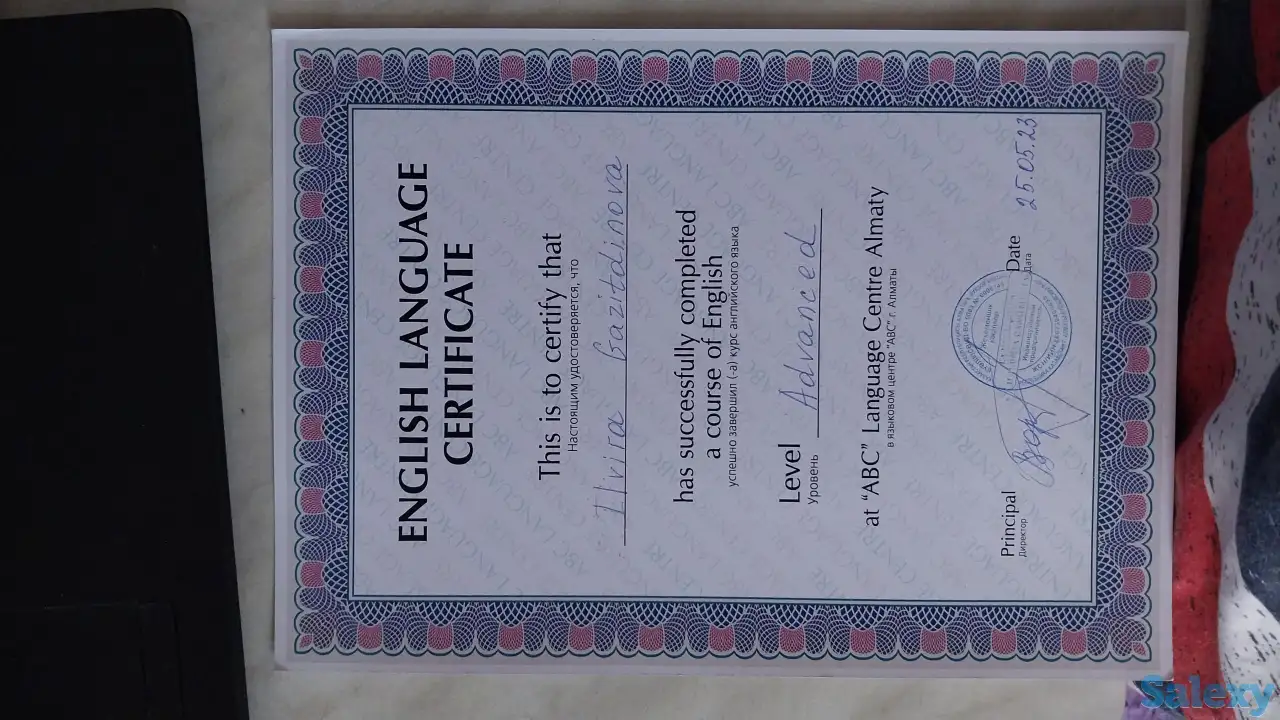 ENGLISH LANGUAGE
CERTIFICATE
This is to certify that
Настоящим удостоверяется, что
Ilvira Gazitdinova
has successfully completed
a course of English
успешно завершил (-а) курс английского языка
Level Advanced
Уровень
at “ABC” Language Centre Almaty
в языковом центре "ABC" г. Алматы
Principal
Директор
Date 25.05.23
Дата
Salexy